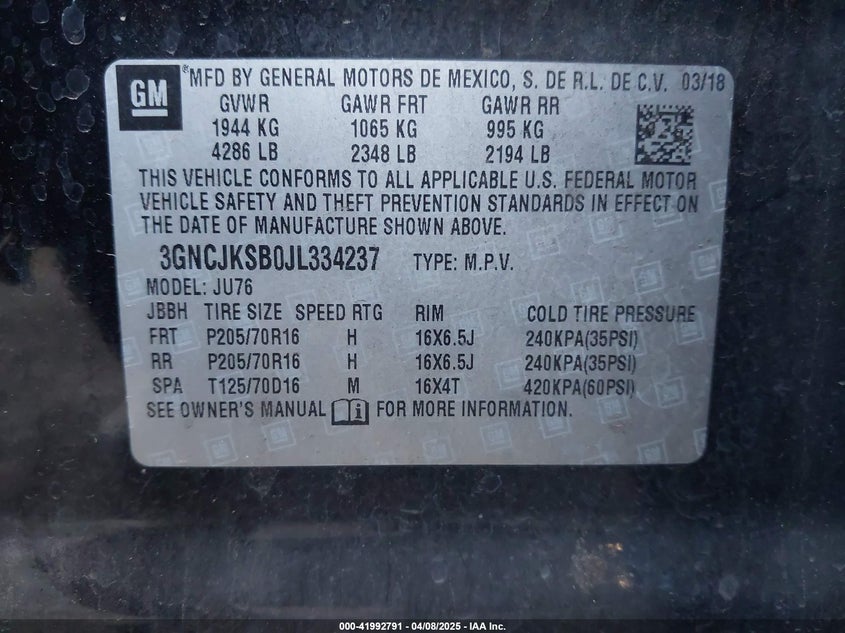 GM
®MFD BY GENERAL MOTORS DE MEXICO, S. DE R.L. DE C.V. 03/18
GVWR GAWR FRT GAWR RR
1944 KG 1065 KG 995 KG
4286 LB 2348 LB 2194 LB
THIS VEHICLE CONFORMS TO ALL APPLICABLE U.S. FEDERAL MOTOR
VEHICLE SAFETY AND THEFT PREVENTION STANDARDS IN EFFECT ON
THE DATE OF MANUFACTURE SHOWN ABOVE.
3GNCJKSB0JL334237 TYPE: M.P.V.
MODEL: JU76
JBBH TIRE SIZE SPEED RTG RIM COLD TIRE PRESSURE
FRT P205/70R16 H 16X6.5J 240KPA(35PSI)
RR P205/70R16 H 16X6.5J 240KPA(35PSI)
SPA T125/70D16 M 16X4T 420KPA(60PSI)
SEE OWNER'S MANUAL i FOR MORE INFORMATION.
000-41992791 - 04/08/2025 - IAA Inc.